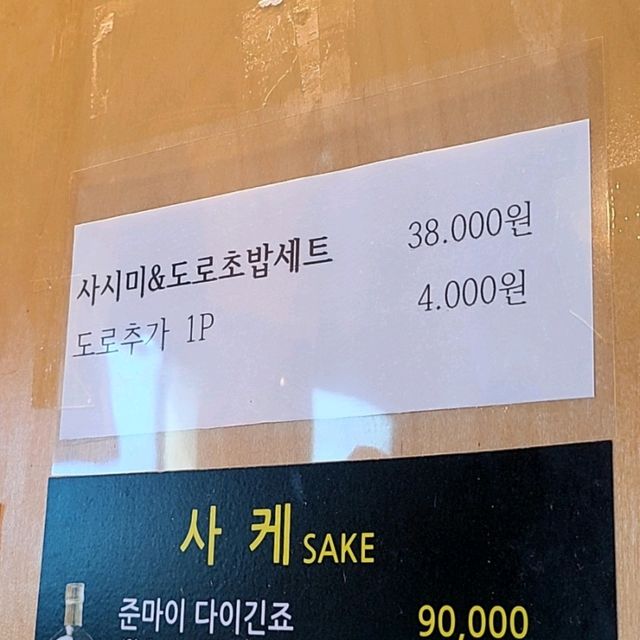 사시미&도로초밥세트 38.000원
도로추가 1P 4.000원
사케 SAKE
준마이 다이긴죠 90,000